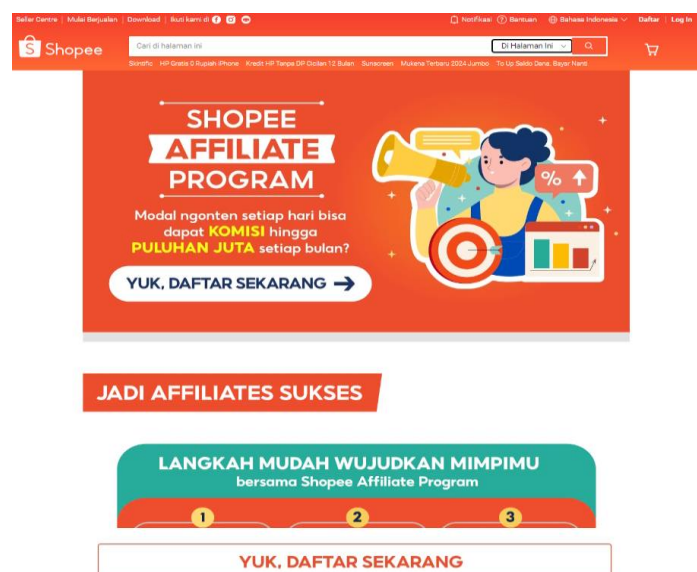 Seller Centre | Mulai Berjualan | Download | Ikuti kami di
Notifikasi Bantuan Bahasa Indonesia Daftar | Log In
Shopee
Cari di halaman ini
Di Halaman Ini
Skintific HP Gratis 0 Rupiah iPhone Kredit HP Tanpa DP Cicilan 12 Bulan Sunscreen Mukena Terbaru 2024 Jumbo Top Up Saldo Dana, Bayar Nanti
SHOPEE
AFFILIATE
PROGRAM
Modal ngonten setiap hari bisa
dapat KOMISI hingga
PULUHAN JUTA setiap bulan?
YUK, DAFTAR SEKARANG
%
JADI AFFILIATES SUKSES
LANGKAH MUDAH WUJUDKAN MIMPIMU
bersama Shopee Affiliate Program
1 2 3
YUK, DAFTAR SEKARANG